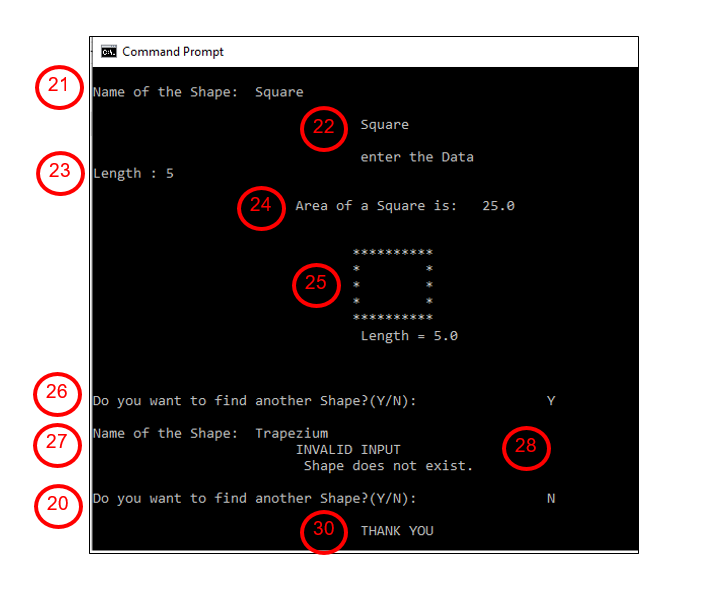 Command Prompt
21 Name of the Shape: Square
22 Square
enter the Data
23 Length : 5
24 Area of a Square is: 25.0
**********
* *
25 * *
* *
**********
Length = 5.0
26 Do you want to find another Shape?(Y/N): Y
27 Name of the Shape: Trapezium
INVALID INPUT 28
Shape does not exist.
20 Do you want to find another Shape?(Y/N): N
30 THANK YOU